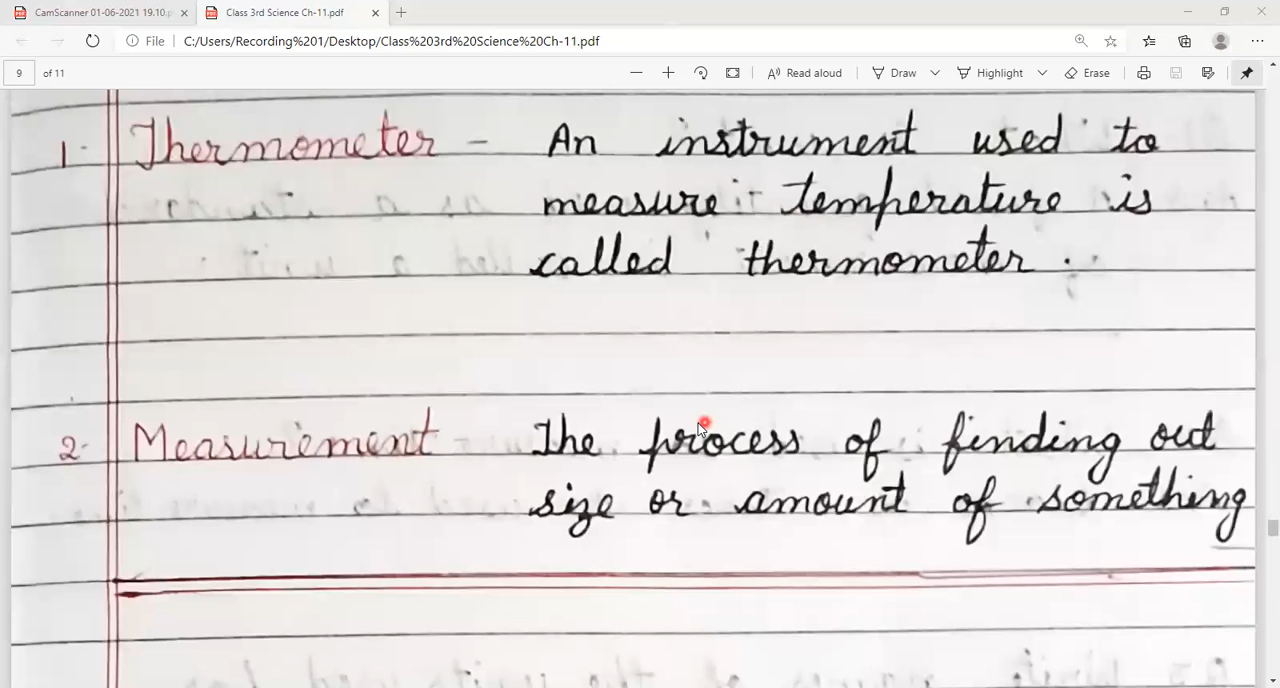 CamScanner 01-06-2021 19.10.p
Class 3rd Science Ch-11.pdf
File
C:/Users/Recording%201/Desktop/Class%203rd%20Science%20Ch-11.pdf
9 of 11
Read aloud
Draw
Highlight
Erase
1. Thermometer - An instrument used to
measure temperature is
called thermometer.
2. Measurement - The process of finding out
size or amount of something